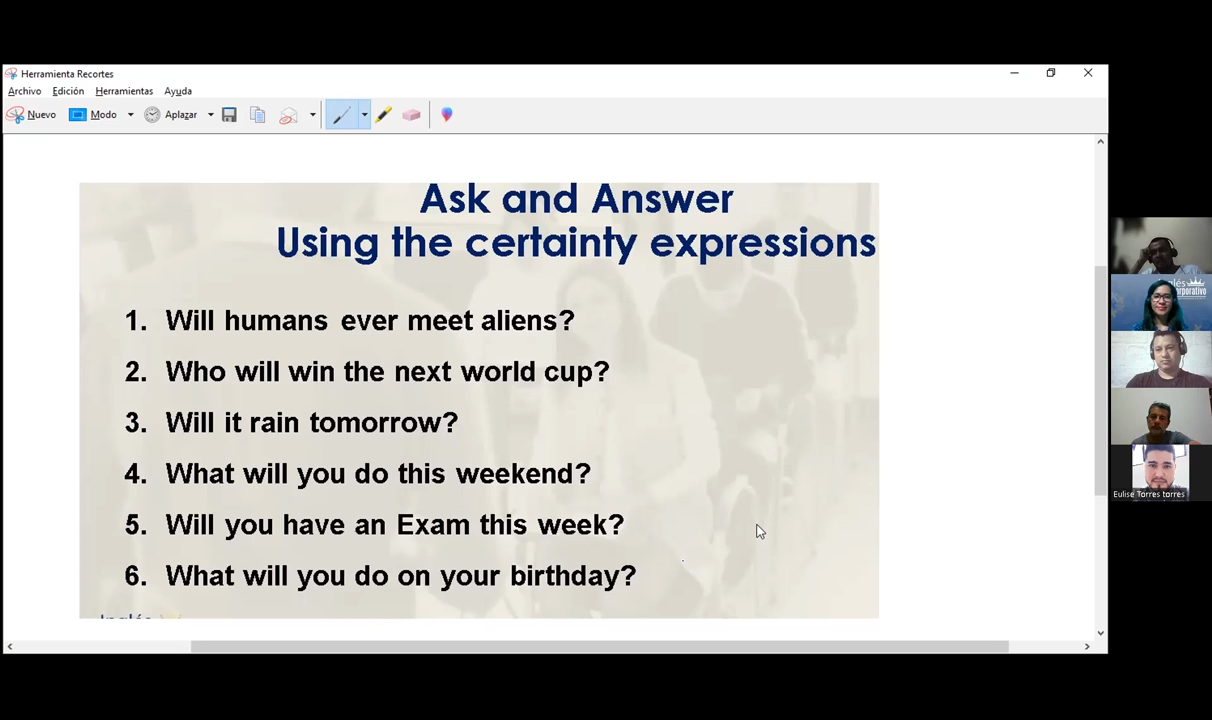 Herramienta Recortes
Archivo Edición Herramientas Ayuda
Nuevo Modo Aplazar
Ask and Answer
Using the certainty expressions
1. Will humans ever meet aliens?
2. Who will win the next world cup?
3. Will it rain tomorrow?
4. What will you do this weekend?
5. Will you have an Exam this week?
6. What will you do on your birthday?
Eulise Torres torres